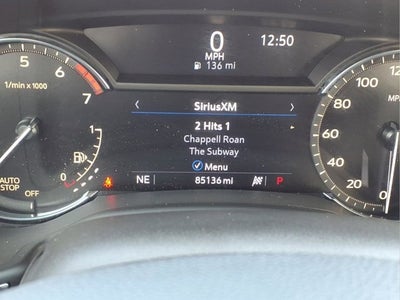 0
12:50
MPH
136 mi
5
6
7
1/min x 1000
1
0
AUTO
STOP
OFF
SiriusXM
2 Hits 1
Chappell Roan
The Subway
Menu
NE
85136 mi
P
120
100
80
60
40
20
0